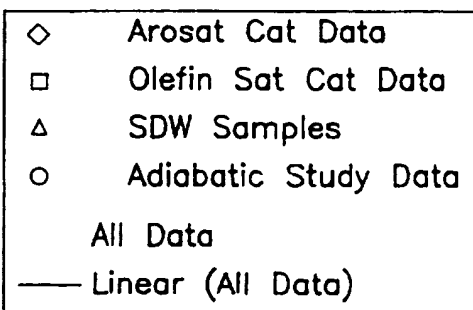 Arosat Cat Data
Olefin Sat Cat Data
SDW Samples
Adiabatic Study Data
All Data
Linear (All Data)